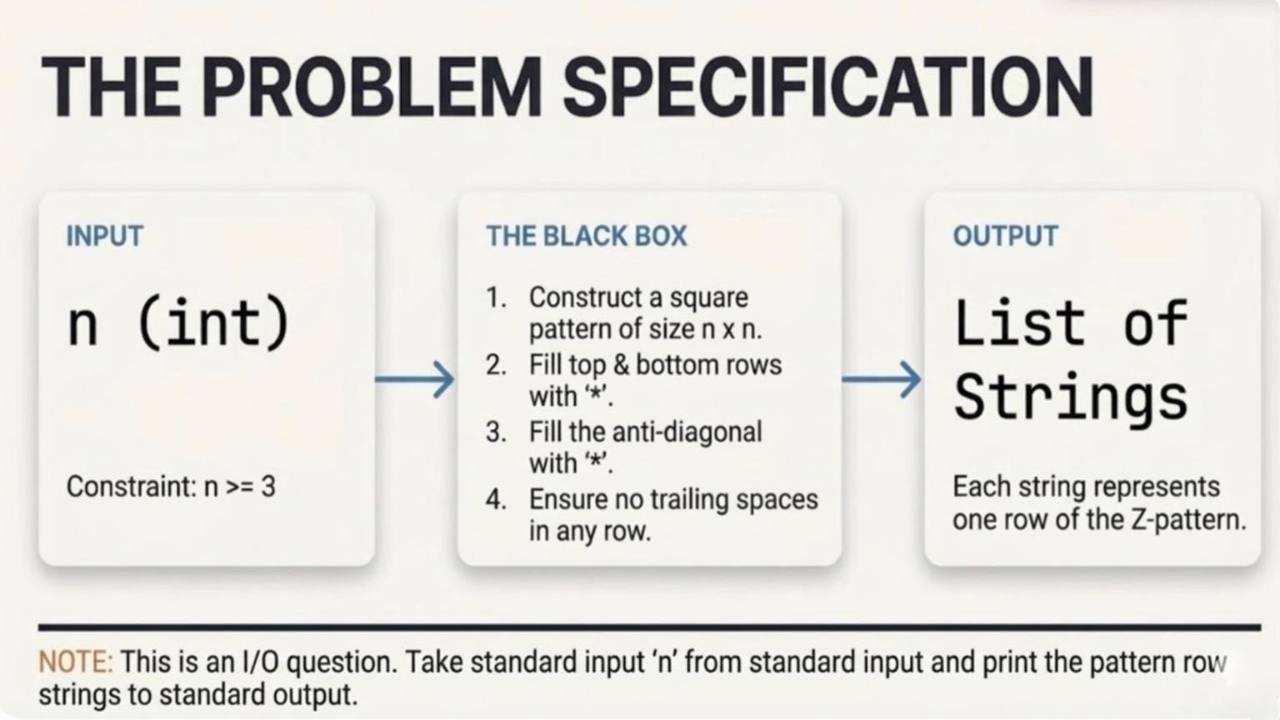 THE PROBLEM SPECIFICATION
INPUT
n (int)
Constraint: n >= 3
THE BLACK BOX
1. Construct a square
pattern of size n x n.
2. Fill top & bottom rows
with ‘*’.
3. Fill the anti-diagonal
with ‘*’.
4. Ensure no trailing spaces
in any row.
OUTPUT
List of
Strings
Each string represents
one row of the Z-pattern.
NOTE: This is an I/O question. Take standard input ‘n’ from standard input and print the pattern row
strings to standard output.